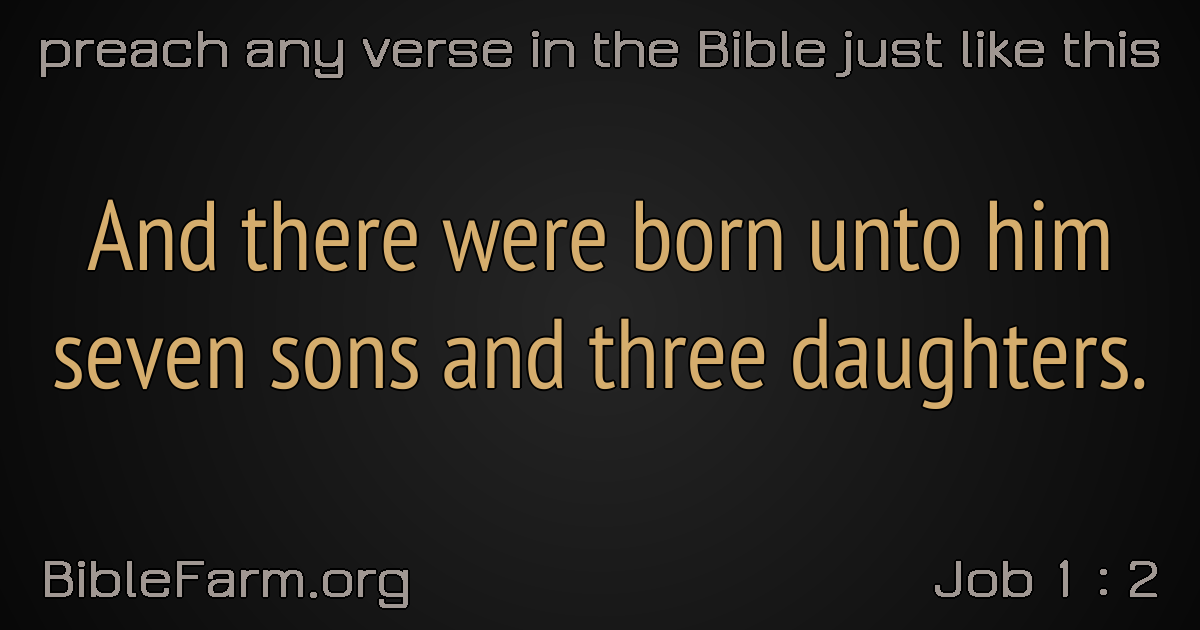 preach any verse in the Bible just like this
And there were born unto him
seven sons and three daughters.
BibleFarm.org
Job 1 : 2